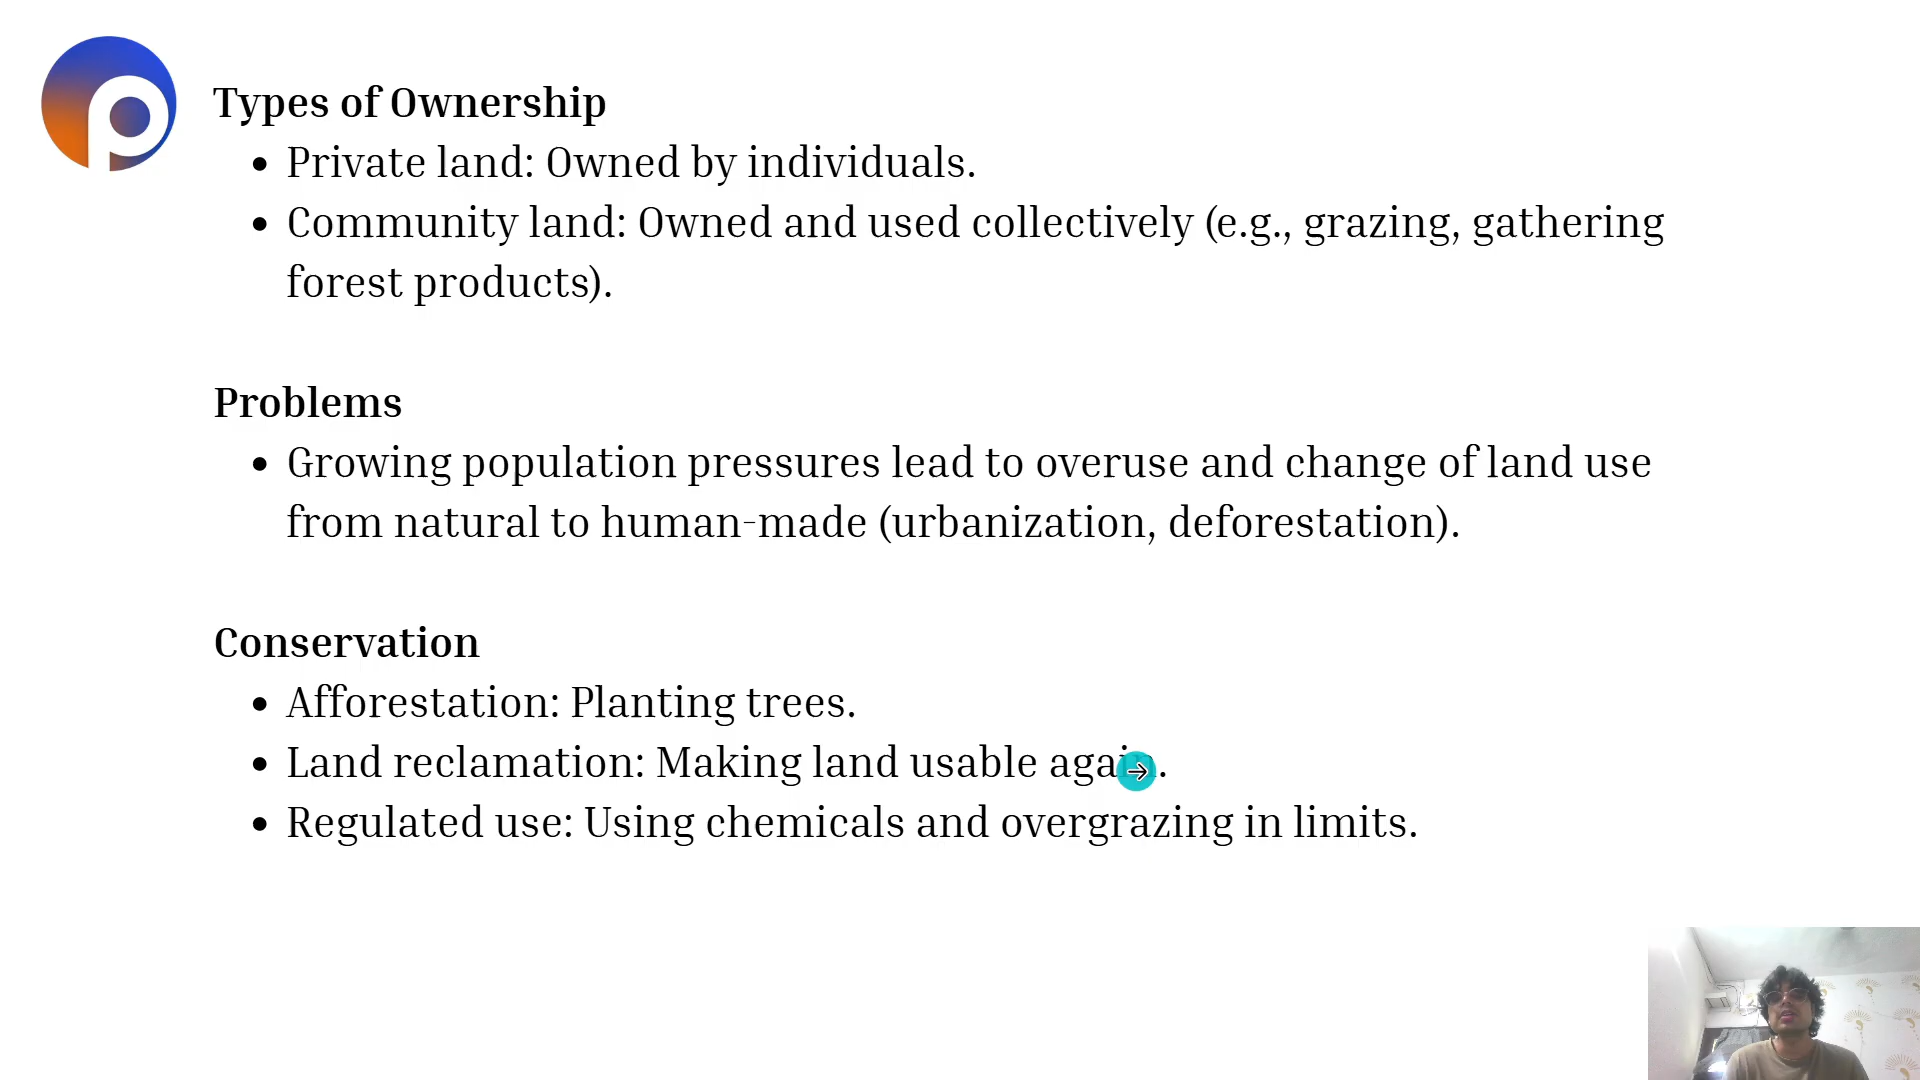 Types of Ownership
• Private land: Owned by individuals.
• Community land: Owned and used collectively (e.g., grazing, gathering
forest products).
Problems
• Growing population pressures lead to overuse and change of land use
from natural to human-made (urbanization, deforestation).
Conservation
• Afforestation: Planting trees.
• Land reclamation: Making land usable again.
• Regulated use: Using chemicals and overgrazing in limits.